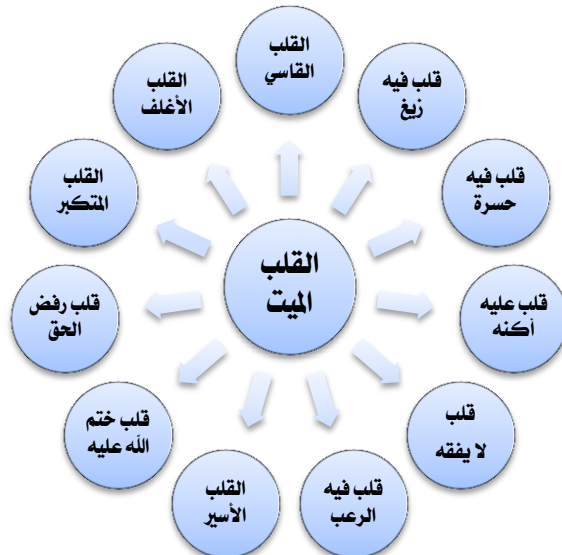 القلب
الميت
القلب
القاسي
قلب فيه
زيغ
قلب فيه
حسرة
قلب عليه
أكنه
قلب
لا يفقه
قلب فيه
الرعب
القلب
الأسير
قلب ختم
الله عليه
قلب رفض
الحق
القلب
المتكبر
القلب
الأغلف